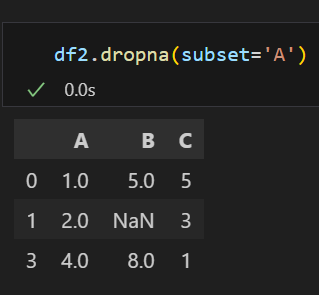 df2.dropna(subset='A')
0.0s
A B C
0 1.0 5.0 5
1 2.0 NaN 3
3 4.0 8.0 1